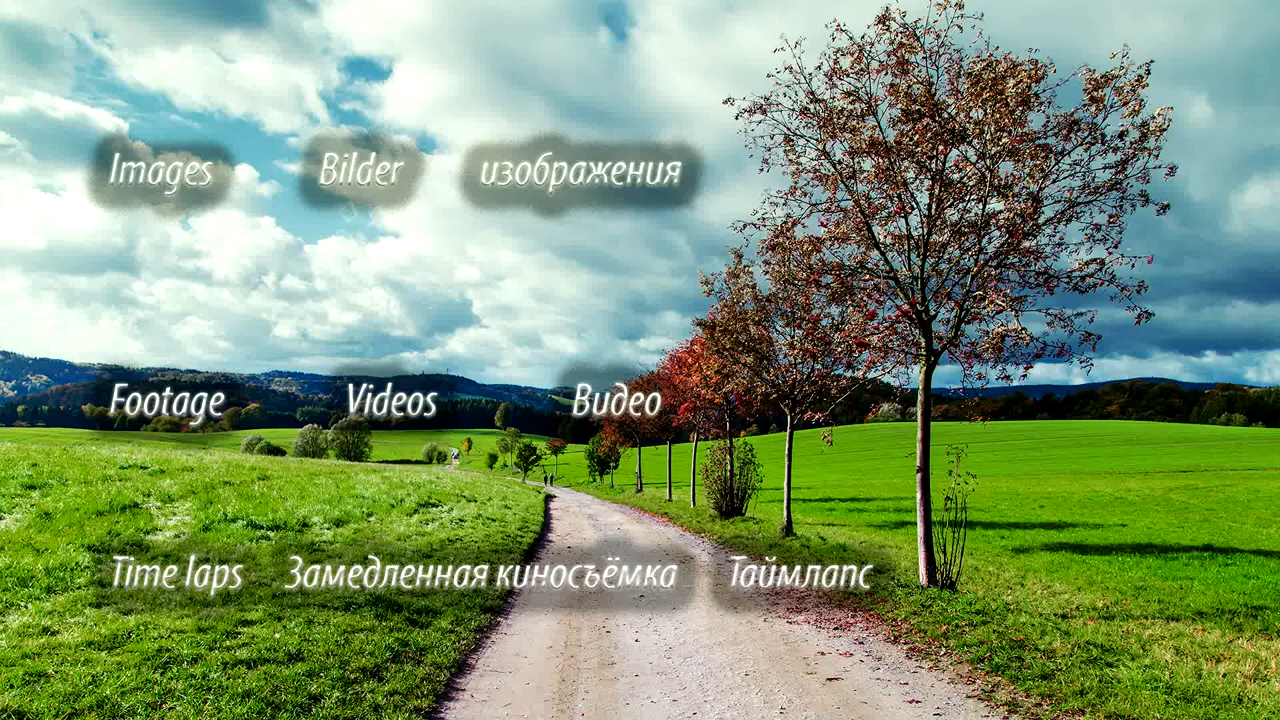 Images Bilder изображения
Footage Videos Видео
Time laps Замедленная киносъёмка Таймлапс